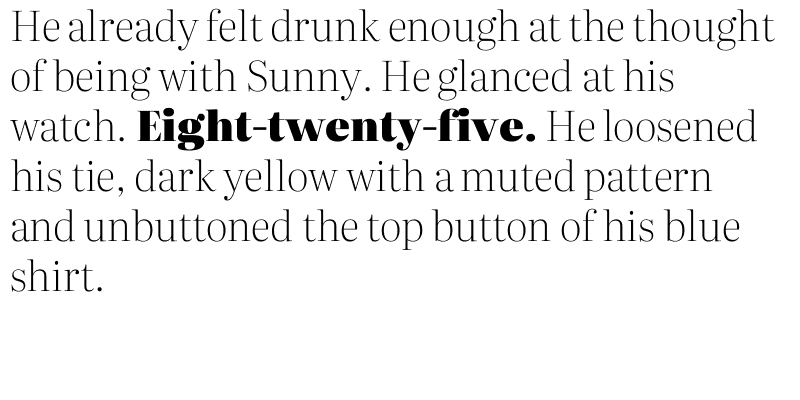 He already felt drunk enough at the thought
of being with Sunny. He glanced at his
watch. Eight-twenty-five. He loosened
his tie, dark yellow with a muted pattern
and unbuttoned the top button of his blue
shirt.